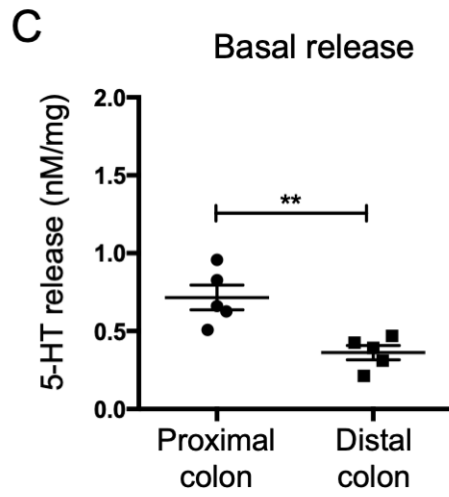 C
Basal release
5-HT release (nM/mg)
2.0
1.5
1.0
0.5
0.0
**
Proximal
colon
Distal
colon